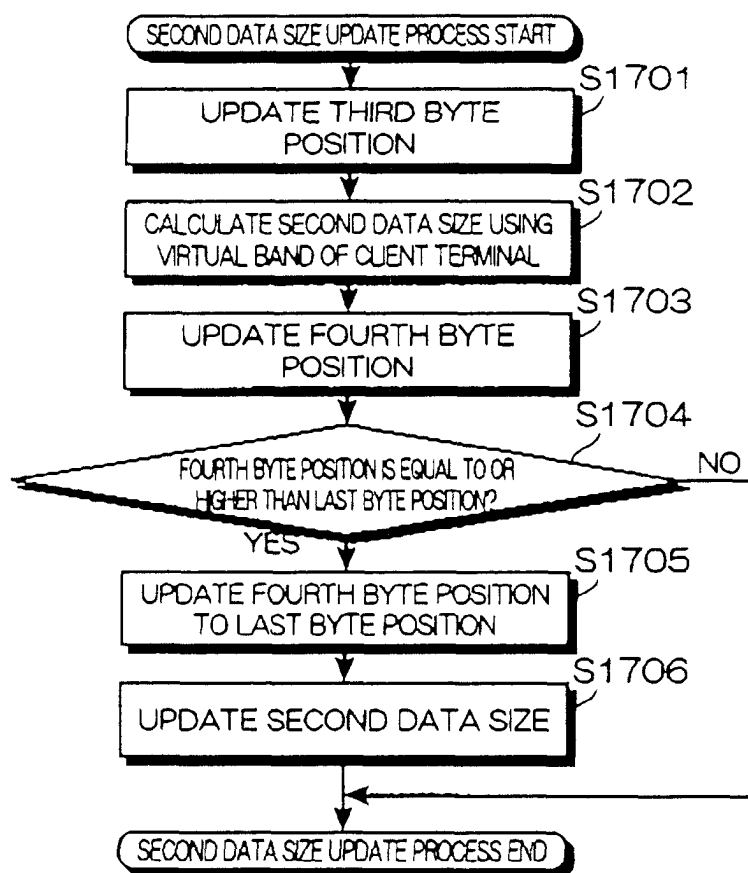 SECOND DATA SIZE UPDATE PROCESS START
S1701
UPDATE THIRD BYTE
POSITION
S1702
CALCULATE SECOND DATA SIZE USING
VIRTUAL BAND OF CLIENT TERMINAL
S1703
UPDATE FOURTH BYTE
POSITION
S1704
FOURTH BYTE POSITION IS EQUAL TO OR
HIGHER THAN LAST BYTE POSITION?
NO
YES
S1705
UPDATE FOURTH BYTE POSITION
TO LAST BYTE POSITION
S1706
UPDATE SECOND DATA SIZE
SECOND DATA SIZE UPDATE PROCESS END